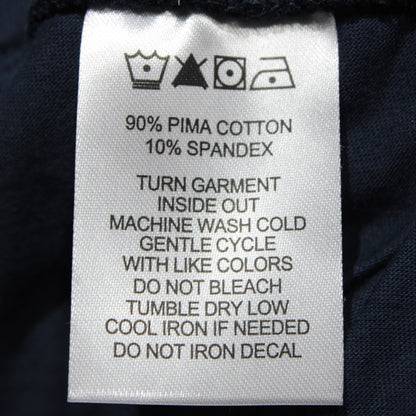 90% PIMA COTTON
10% SPANDEX
TURN GARMENT
INSIDE OUT
MACHINE WASH COLD
GENTLE CYCLE
WITH LIKE COLORS
DO NOT BLEACH
TUMBLE DRY LOW
COOL IRON IF NEEDED
DO NOT IRON DECAL